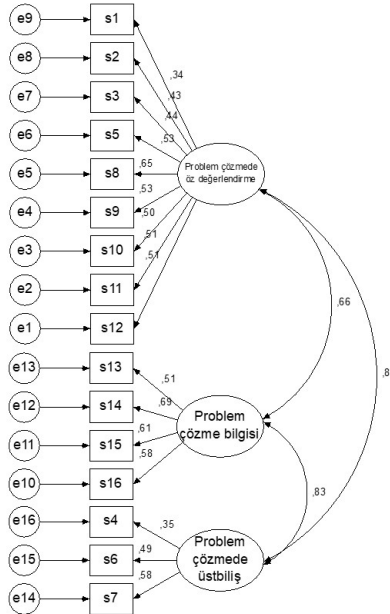 e9 s1
e8 s2
,34
e7 s3
,43
,44
e6 s5
,53
e5 s8
,65
Problem çözmede
öz değerlendirme
e4 s9
,53
,50
e3 s10
,51
e2 s11
,51
e1 s12
,66
e13 s13
,8
,51
e12 s14
,69
Problem
çözme bilgisi
e11 s15
,61
e10 s16
,58
,83
e16 s4
,35
e15 s6
,49
Problem
çözmede
üstbiliş
e14 s7
,58